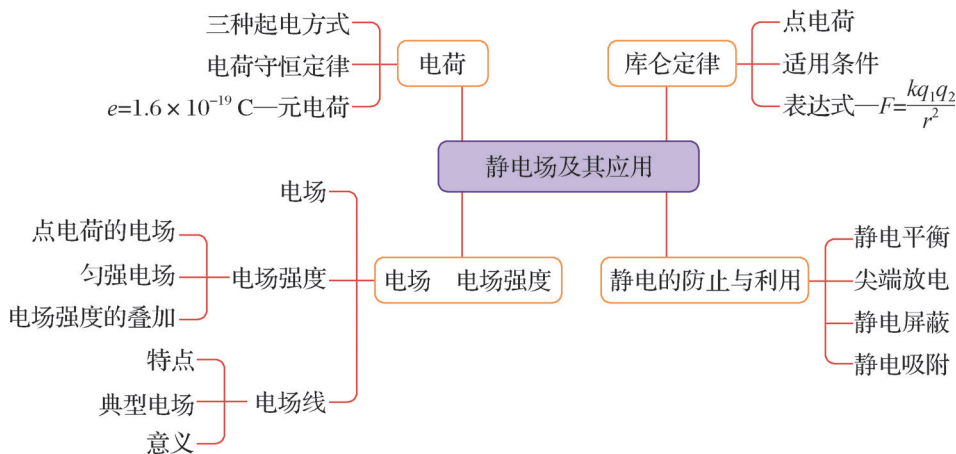 三种起电方式
电荷守恒定律
e=1.6×10⁻¹⁹ C—元电荷
电荷
库仑定律
点电荷
适用条件
表达式—F=kq₁q₂/r²
静电场及其应用
电场
点电荷的电场
匀强电场
电场强度的叠加
电场强度
电场 电场强度
特点
典型电场
意义
电场线
静电的防止与利用
静电平衡
尖端放电
静电屏蔽
静电吸附